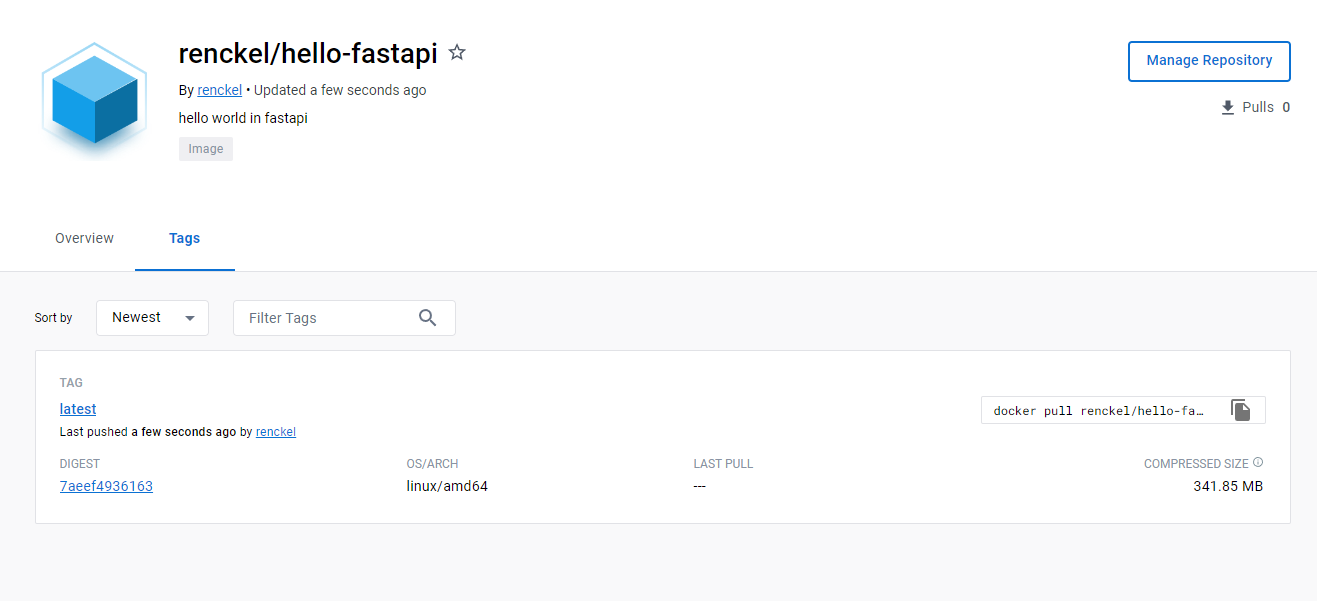 renckel/hello-fastapi
Manage Repository
By renckel • Updated a few seconds ago
Pulls 0
hello world in fastapi
Image
Overview
Tags
Sort by
Newest
Filter Tags
TAG
latest
docker pull renckel/hello-fa…
Last pushed a few seconds ago by renckel
DIGEST OS/ARCH LAST PULL COMPRESSED SIZE
7aeef4936163 linux/amd64 --- 341.85 MB